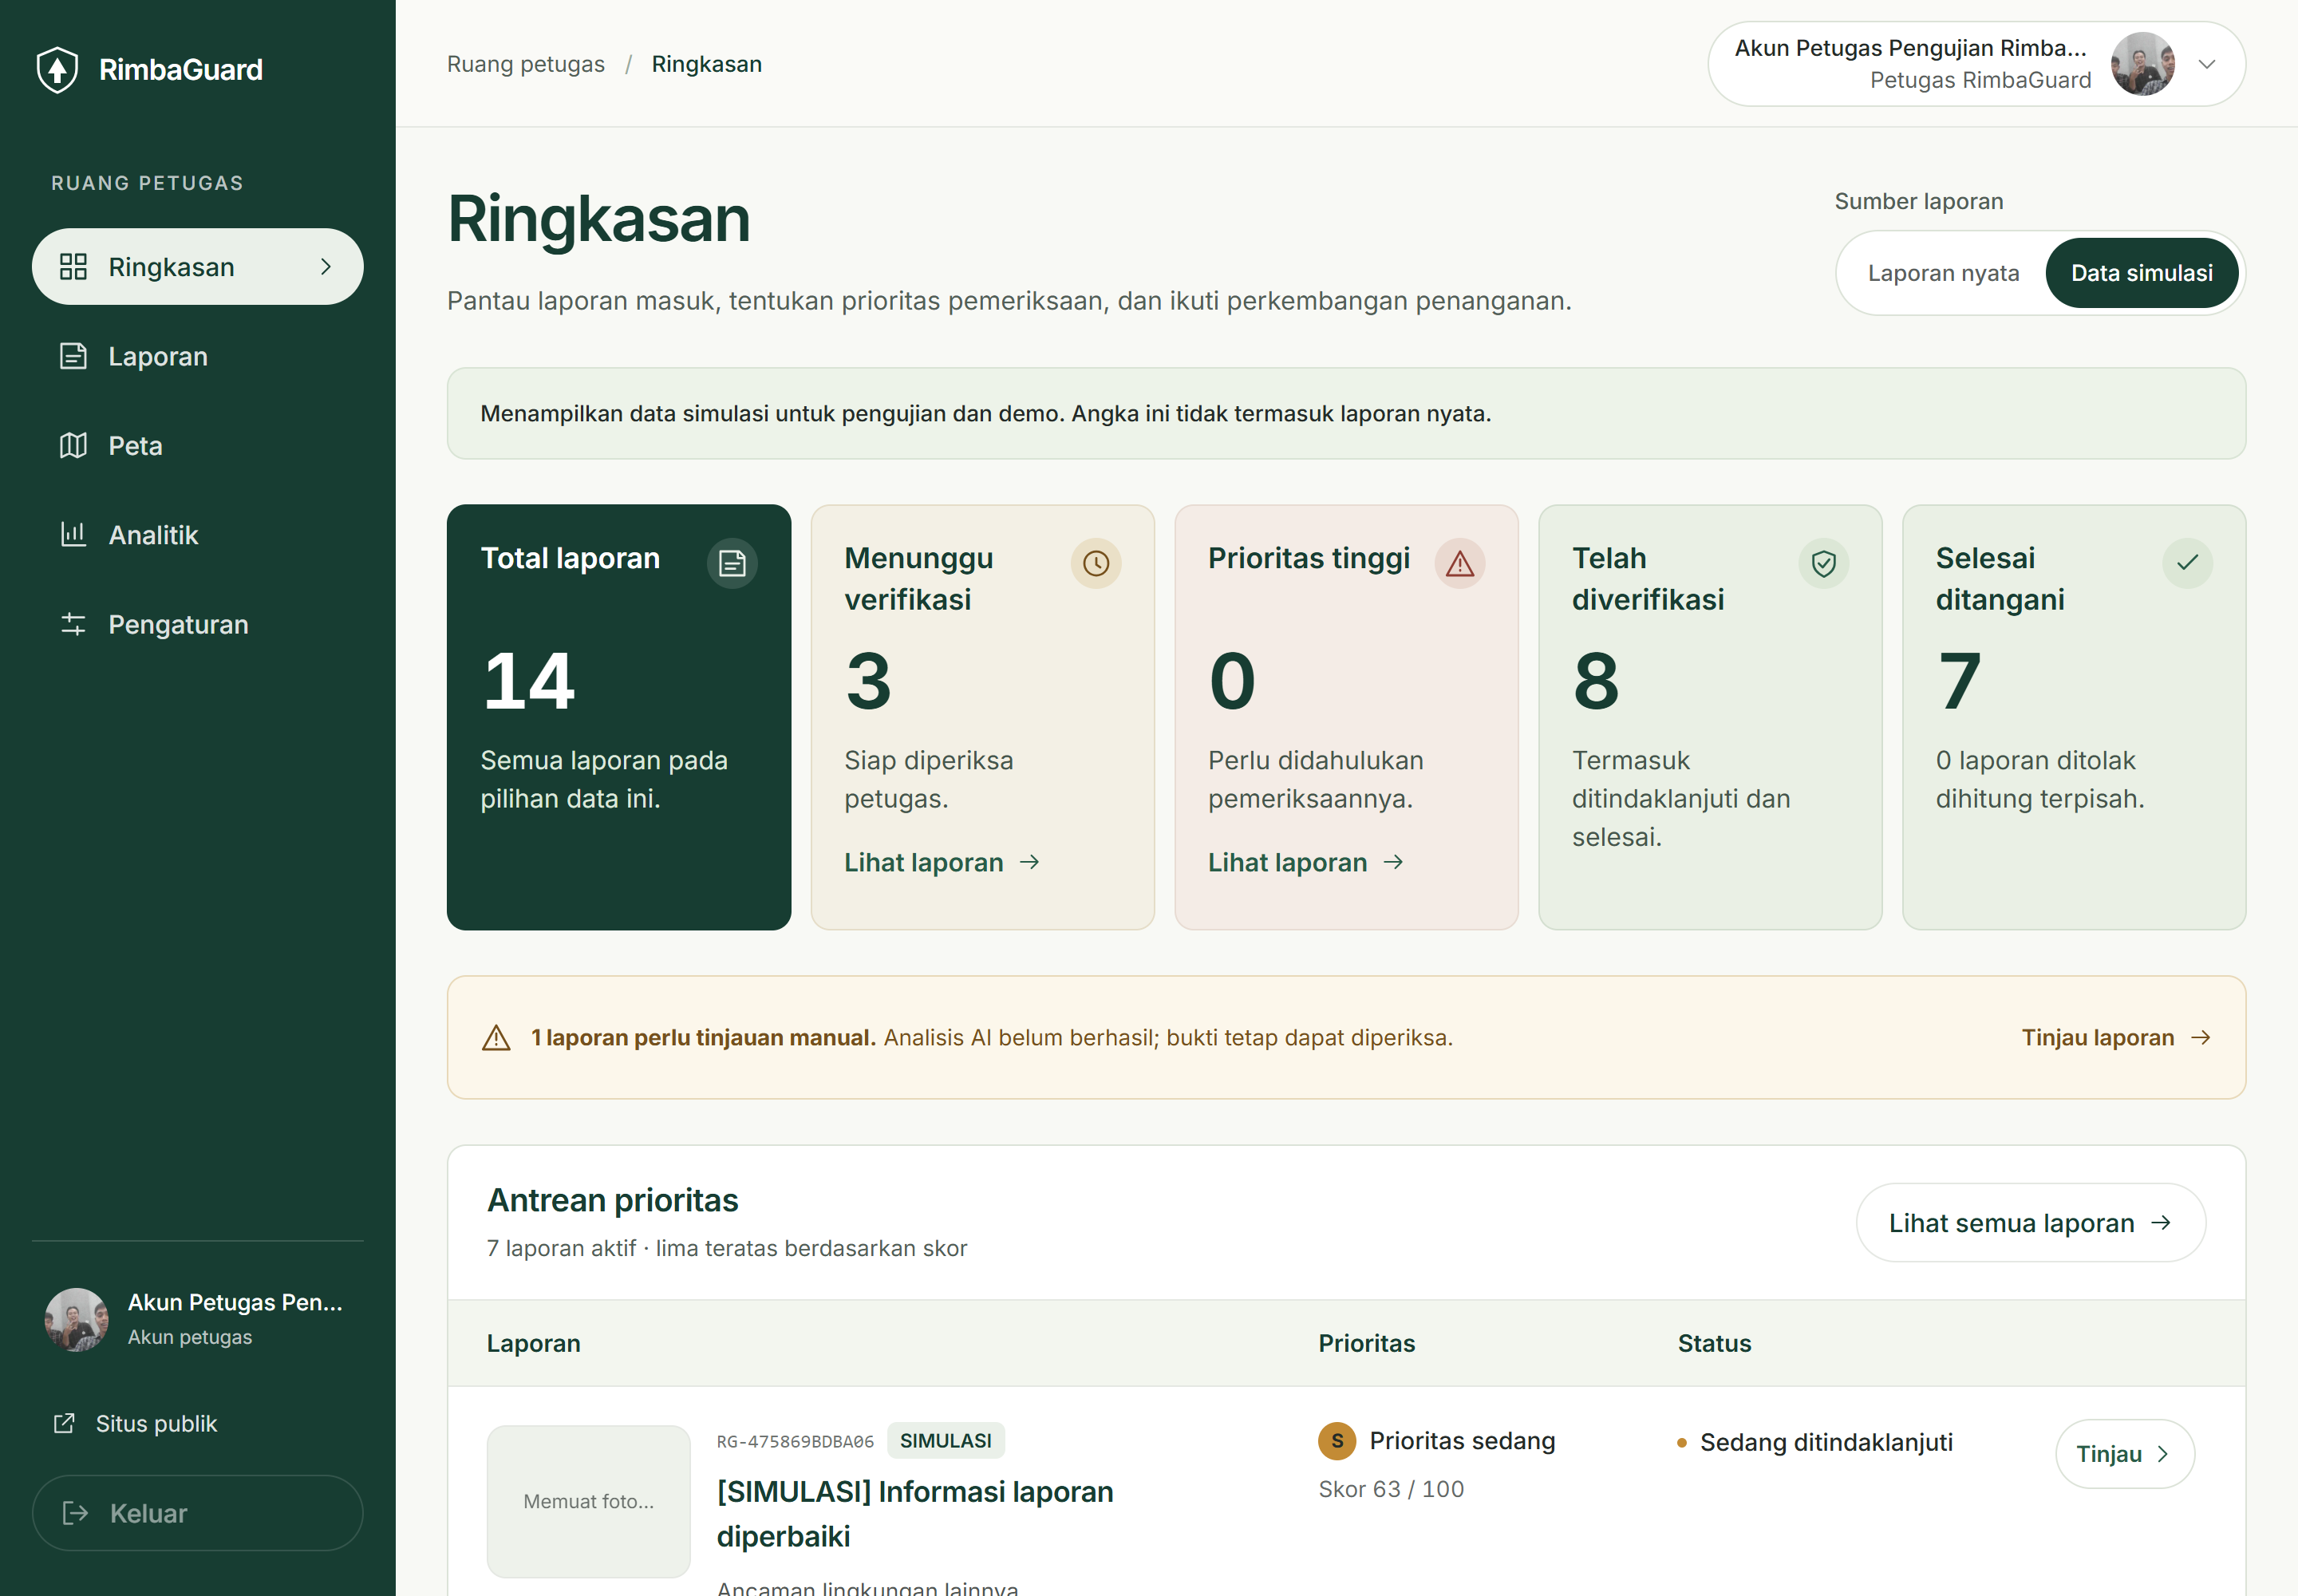 RimbaGuard
RUANG PETUGAS
Ringkasan
Laporan
Peta
Analitik
Pengaturan
Akun Petugas Pen...
Akun petugas
Situs publik
Keluar
Ruang petugas / Ringkasan
Akun Petugas Pengujian Rimba...
Petugas RimbaGuard
Ringkasan
Pantau laporan masuk, tentukan prioritas pemeriksaan, dan ikuti perkembangan penanganan.
Sumber laporan
Laporan nyata
Data simulasi
Menampilkan data simulasi untuk pengujian dan demo. Angka ini tidak termasuk laporan nyata.
Total laporan
14
Semua laporan pada
pilihan data ini.
Menunggu
verifikasi
3
Siap diperiksa
petugas.
Lihat laporan →
Prioritas tinggi
0
Perlu didahulukan
pemeriksaannya.
Lihat laporan →
Telah
diverifikasi
8
Termasuk
ditindaklanjuti dan
selesai.
Selesai
ditangani
7
0 laporan ditolak
dihitung terpisah.
1 laporan perlu tinjauan manual. Analisis AI belum berhasil; bukti tetap dapat diperiksa.
Tinjau laporan →
Antrean prioritas
7 laporan aktif · lima teratas berdasarkan skor
Lihat semua laporan →
Laporan
Prioritas
Status
Memuat foto...
RG-475869BDBA06 SIMULASI
[SIMULASI] Informasi laporan
diperbaiki
Ancaman lingkungan lainnya
S Prioritas sedang
Skor 63 / 100
Sedang ditindaklanjuti
Tinjau